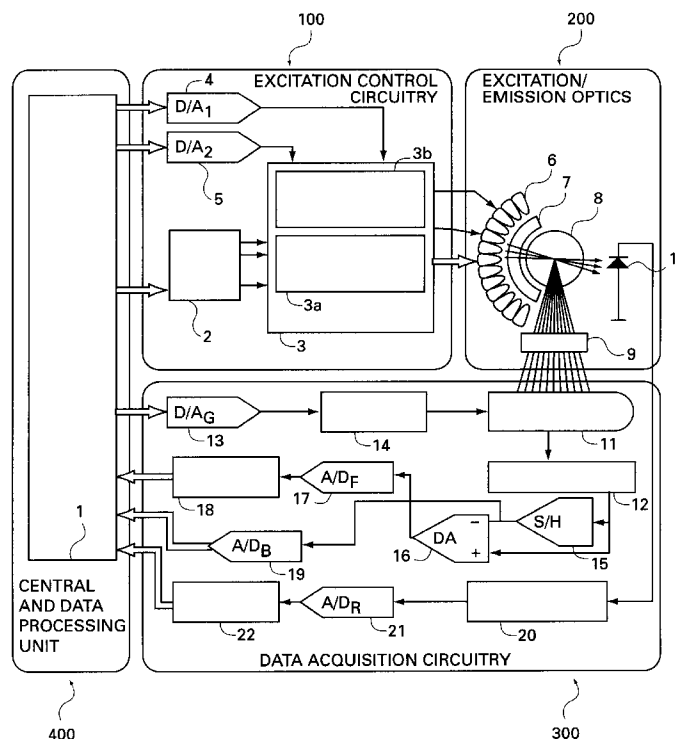 100
200
4
EXCITATION CONTROL
CIRCUITRY
EXCITATION/
EMISSION OPTICS
D/A1
D/A2
5
3b
6
7
8
1
2
3a
3
9
D/AG
13
14
11
18
A/DF
17
12
S/H
15
DA
−
+
16
1
A/DB
19
CENTRAL
AND DATA
PROCESSING
UNIT
22
A/DR
21
20
DATA ACQUISITION CIRCUITRY
400
300